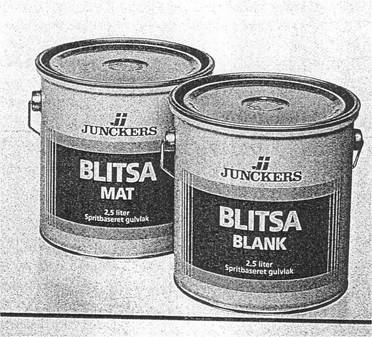 JUNCKERS
BLITSA
MAT
2,5 liter
Spritbaseret gulvlak
JUNCKERS
BLITSA
BLANK
2,5 liter
Spritbaseret gulvlak